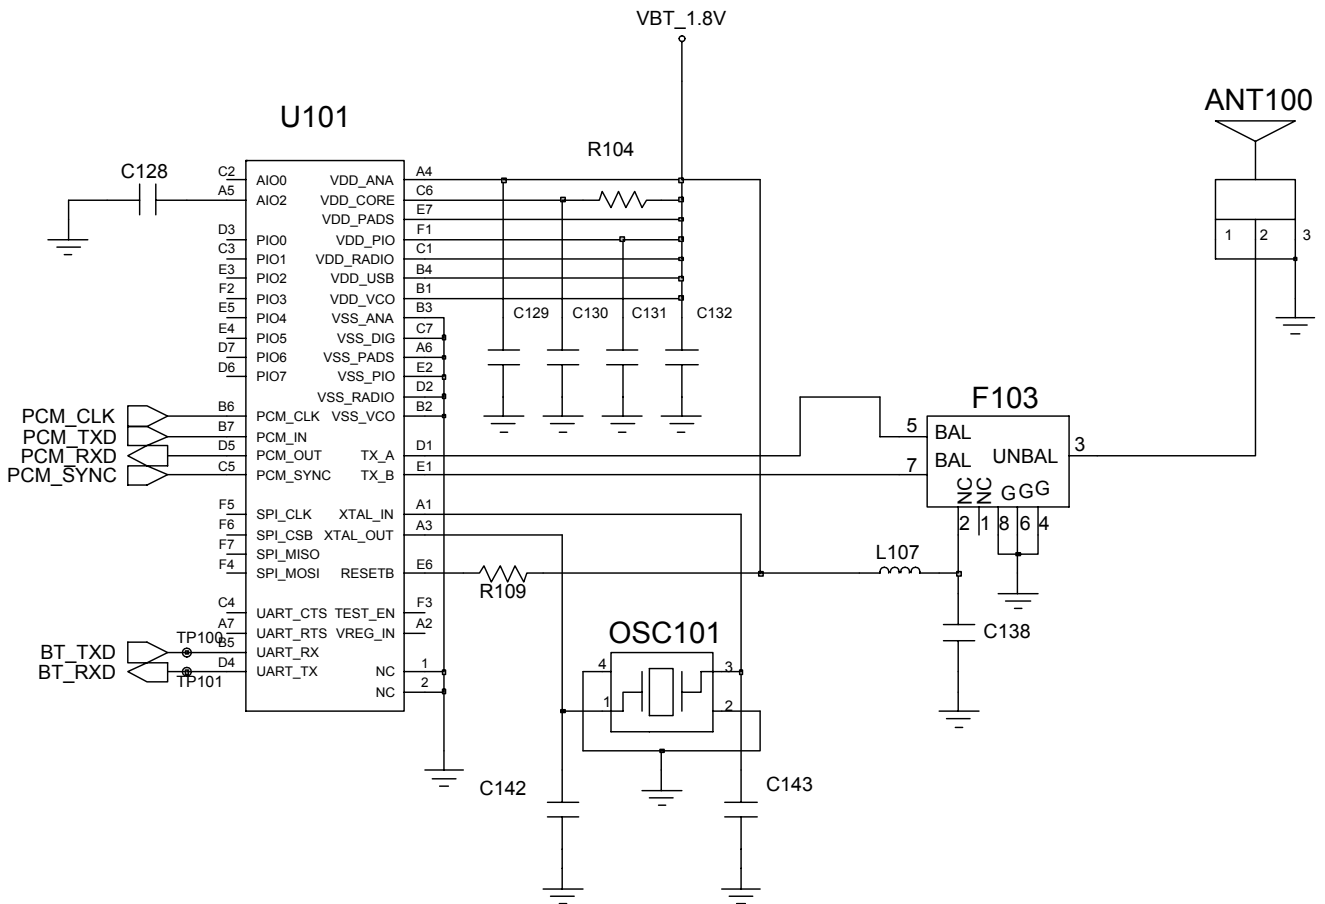 VBT_1.8V
ANT100
U101
R104
C128
C2 AIO0 VDD_ANA A4
A5 AIO2 VDD_CORE C6
VDD_PADS E7
D3 PIO0 VDD_PIO F1
C3 PIO1 VDD_RADIO C1
E3 PIO2 VDD_USB B4
F2 PIO3 VDD_VCO B1
E5 PIO4 VSS_ANA B3
E4 PIO5 VSS_DIG C7
D7 PIO6 VSS_PADS A6
D6 PIO7 VSS_PIO E2
VSS_RADIO D2
PCM_CLK B6 PCM_CLK VSS_VCO B2
PCM_TXD B7 PCM_IN
PCM_RXD D5 PCM_OUT TX_A D1
PCM_SYNC C5 PCM_SYNC TX_B E1
F5 SPI_CLK XTAL_IN A1
F6 SPI_CSB XTAL_OUT A3
F7 SPI_MISO
F4 SPI_MOSI RESETB E6
C4 UART_CTS TEST_EN F3
A7 UART_RTS VREG_IN A2
BT_TXD TP100 B5 UART_RX
BT_RXD TP101 D4 UART_TX NC 1
NC 2
C129 C130 C131 C132
1 2 3
F103
5 BAL
7 BAL UNBAL 3
NC NC G G G
2 1 8 6 4
L107
R109
C138
OSC101
4 3
1 2
C142
C143